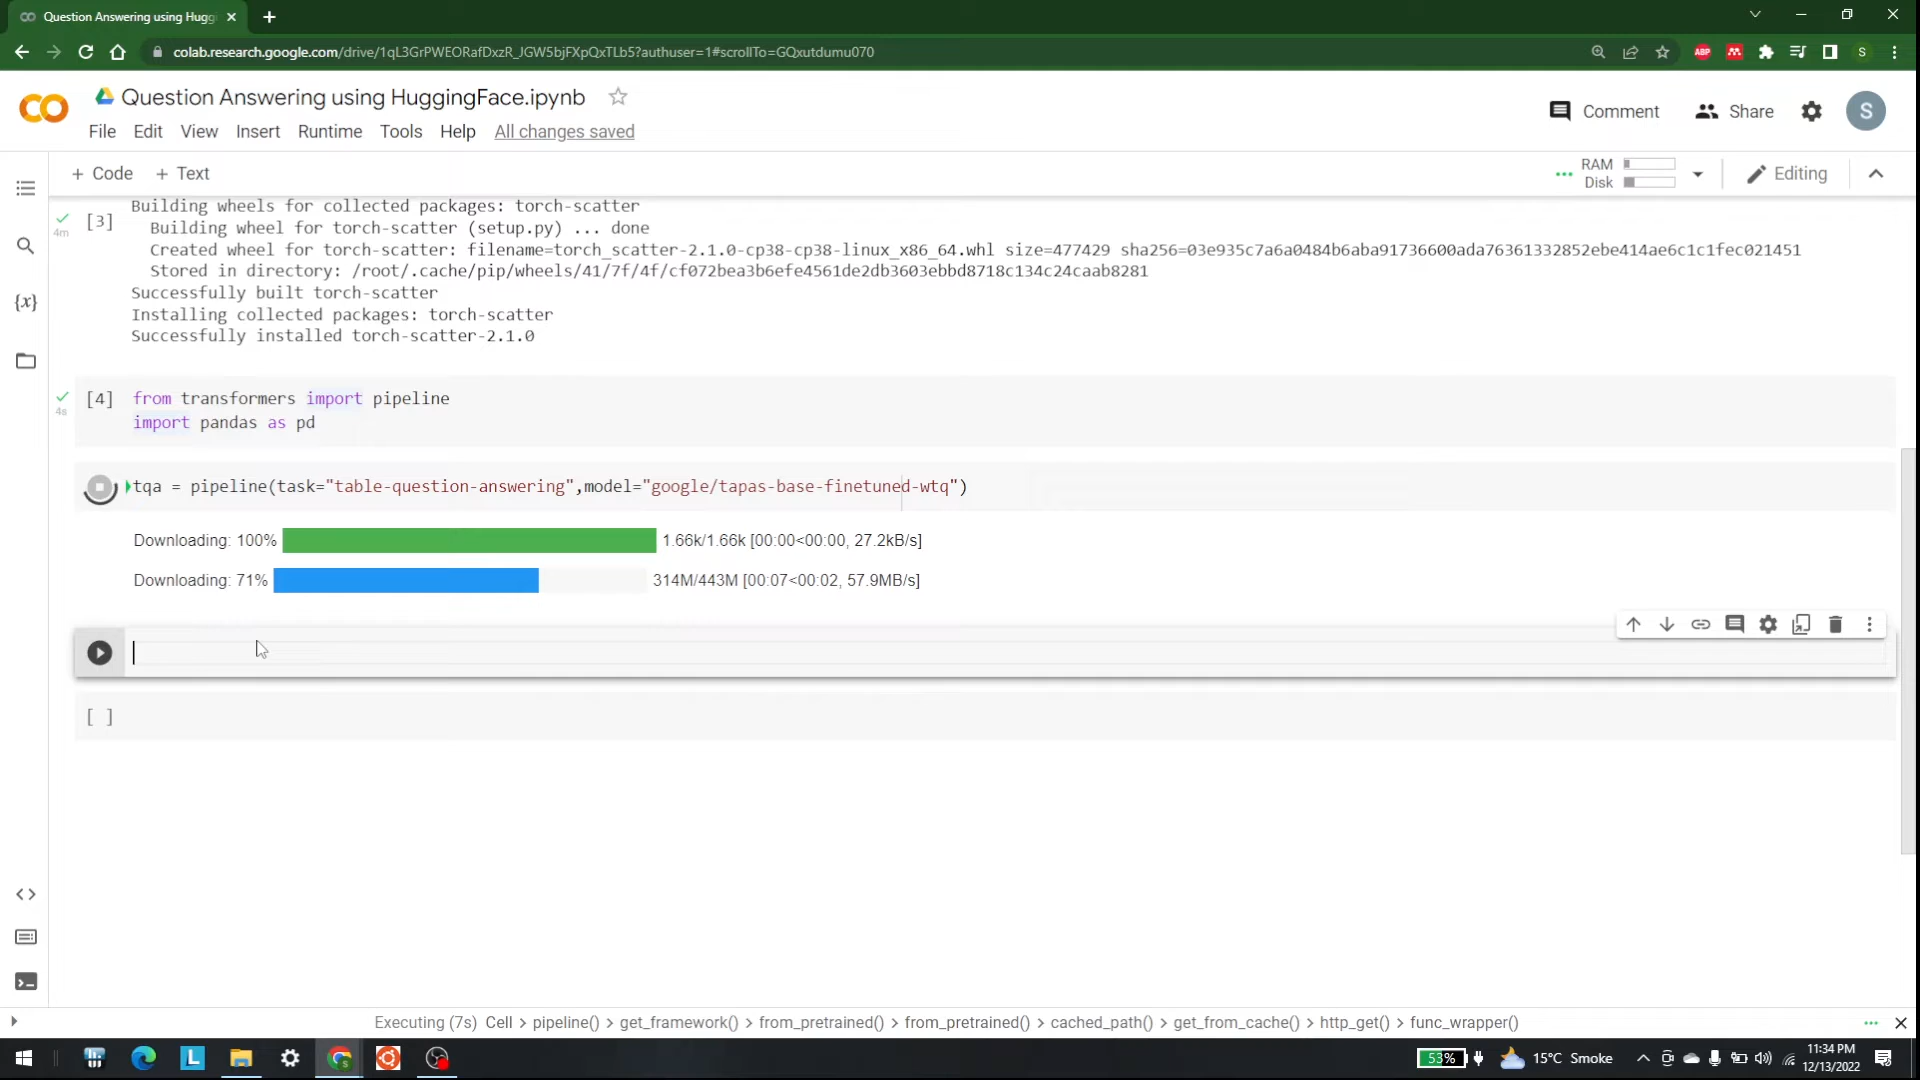 Question Answering using Huggi
colab.research.google.com/drive/1qL3GrPWEORafDxzR_JGW5bjFXpQxTLb5?authuser=1#scrollTo=GQxutdumu070
ABP
S
Question Answering using HuggingFace.ipynb
Comment
Share
S
File Edit View Insert Runtime Tools Help All changes saved
+ Code + Text
RAM
Disk
Editing
Building wheels for collected packages: torch-scatter
[3]
4m
Building wheel for torch-scatter (setup.py) ... done
Created wheel for torch-scatter: filename=torch_scatter-2.1.0-cp38-cp38-linux_x86_64.whl size=477429 sha256=03e935c7a6a0484b6aba91736600ada76361332852ebe414ae6c1c1fec021451
Stored in directory: /root/.cache/pip/wheels/41/7f/4f/cf072bea3b6efe4561de2db3603ebbd8718c134c24caab8281
Successfully built torch-scatter
Installing collected packages: torch-scatter
Successfully installed torch-scatter-2.1.0
[4] from transformers import pipeline
4s
import pandas as pd
tqa = pipeline(task="table-question-answering",model="google/tapas-base-finetuned-wtq")
Downloading: 100% 1.66k/1.66k [00:00<00:00, 27.2kB/s]
Downloading: 71% 314M/443M [00:07<00:02, 57.9MB/s]
[ ]
Executing (7s) Cell > pipeline() > get_framework() > from_pretrained() > from_pretrained() > cached_path() > get_from_cache() > http_get() > func_wrapper()
53%
15°C Smoke
11:34 PM
12/13/2022